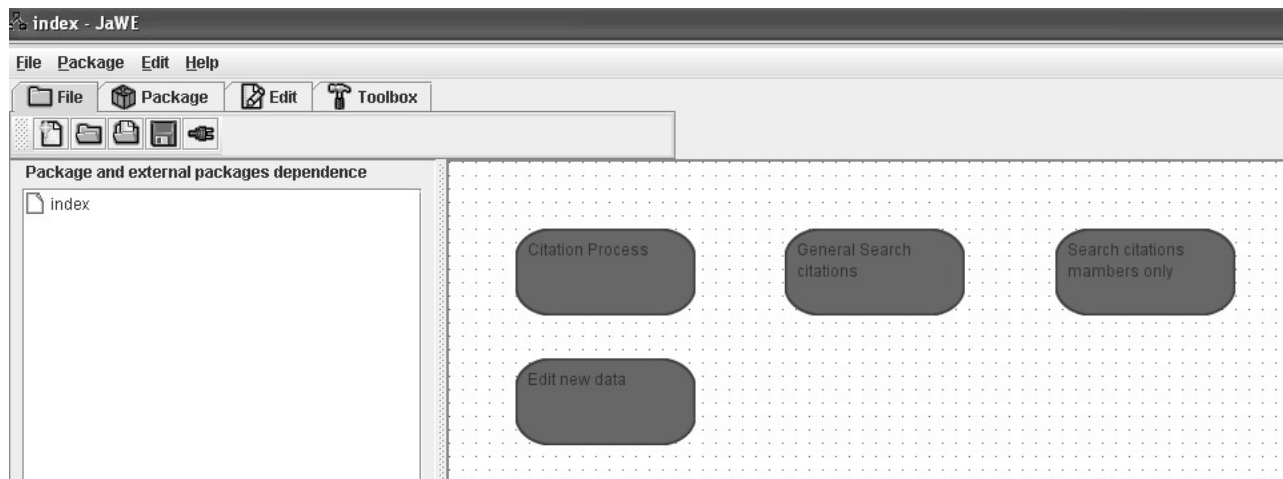 index - JaWE
File Package Edit Help
File Package Edit Toolbox
Package and external packages dependence
index
Citation Process
General Search
citations
Search citations
mambers only
Edit new data